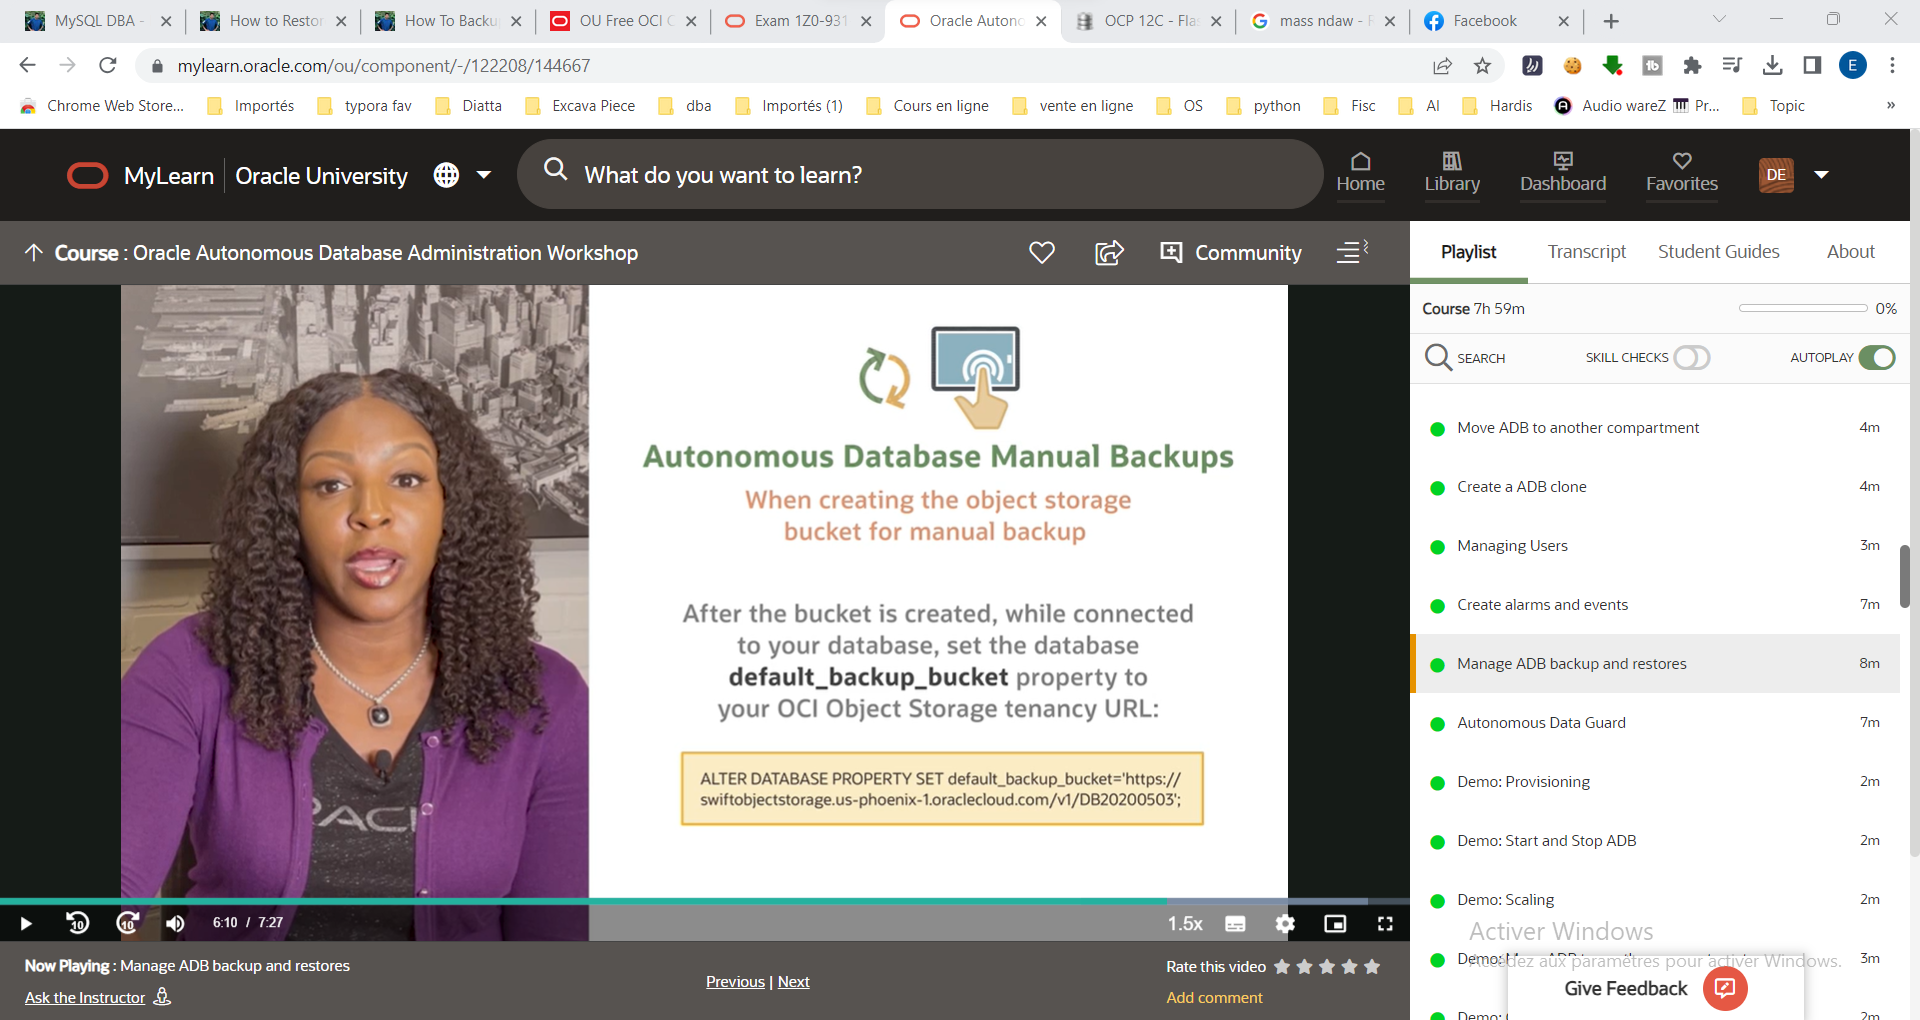 MySQL DBA -
How to Restor
How To Backu
OU Free OCI C
Exam 1Z0-931
Oracle Autono
OCP 12C - Fla
mass ndaw - R
Facebook
mylearn.oracle.com/ou/component/-/122208/144667
E
Chrome Web Store...
Importés
typora fav
Diatta
Excava Piece
dba
Importés (1)
Cours en ligne
vente en ligne
OS
python
Fisc
AI
Hardis
Audio wareZ
Pr...
Topic
»
MyLearn
Oracle University
What do you want to learn?
Home
Library
Dashboard
Favorites
DE
Course : Oracle Autonomous Database Administration Workshop
Community
Playlist
Transcript
Student Guides
About
Course 7h 59m
0%
SEARCH
SKILL CHECKS
AUTOPLAY
Autonomous Database Manual Backups
When creating the object storage
bucket for manual backup
After the bucket is created, while connected
to your database, set the database
default_backup_bucket property to
your OCI Object Storage tenancy URL:
ALTER DATABASE PROPERTY SET default_backup_bucket='https://
swiftobjectstorage.us-phoenix-1.oraclecloud.com/v1/DB20200503';
Move ADB to another compartment 4m
Create a ADB clone 4m
Managing Users 3m
Create alarms and events 7m
Manage ADB backup and restores 8m
Autonomous Data Guard 7m
Demo: Provisioning 2m
Demo: Start and Stop ADB 2m
Demo: Scaling 2m
3m
Demo: 2m
Activer Windows
Accédez aux paramètres pour activer Windows.
Give Feedback
10
10
6:10 / 7:27
1.5x
Now Playing : Manage ADB backup and restores
Ask the Instructor
Previous | Next
Rate this video
Add comment